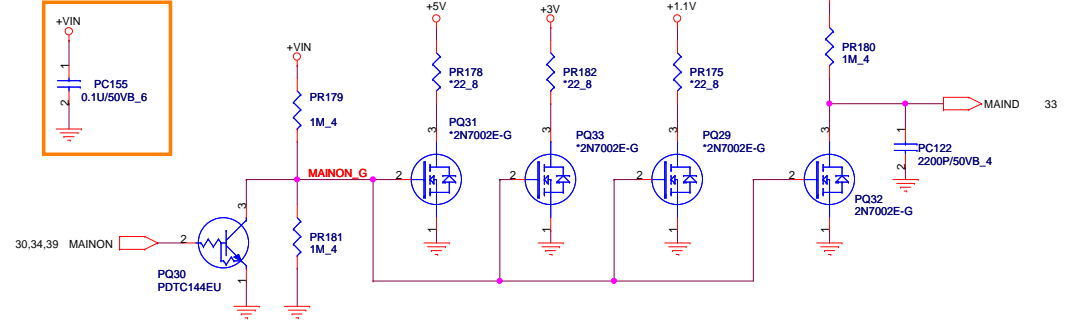 +VIN
1
PC155
0.1U/50VB_6
2
+VIN
PR179
1M_4
MAINON_G
PR181
1M_4
30,34,39 MAINON
2
3
1
PQ30
PDTC144EU
+5V
PR178
*22_8
PQ31
*2N7002E-G
3
2
1
+3V
PR182
*22_8
PQ33
*2N7002E-G
3
2
1
+1.1V
PR175
*22_8
PQ29
*2N7002E-G
3
2
1
PR180
1M_4
3
2
1
PQ32
2N7002E-G
MAIND 33
1
PC122
2200P/50VB_4
2